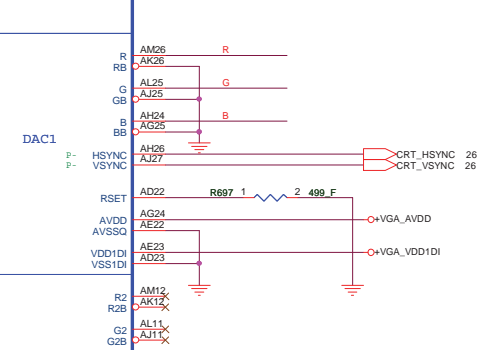 R AM26 R
RB AK26
G AL25 G
GB AJ25
B AH24 B
BB AG25
DAC1
P- HSYNC AH26 CRT_HSYNC 26
P- VSYNC AJ27 CRT_VSYNC 26
RSET AD22 R697 1 2 499_F
AVDD AG24 +VGA_AVDD
AVSSQ AE22
VDD1DI AE23 +VGA_VDD1DI
VSS1DI AD23
R2 AM12
R2B AK12
G2 AL11
G2B AJ11